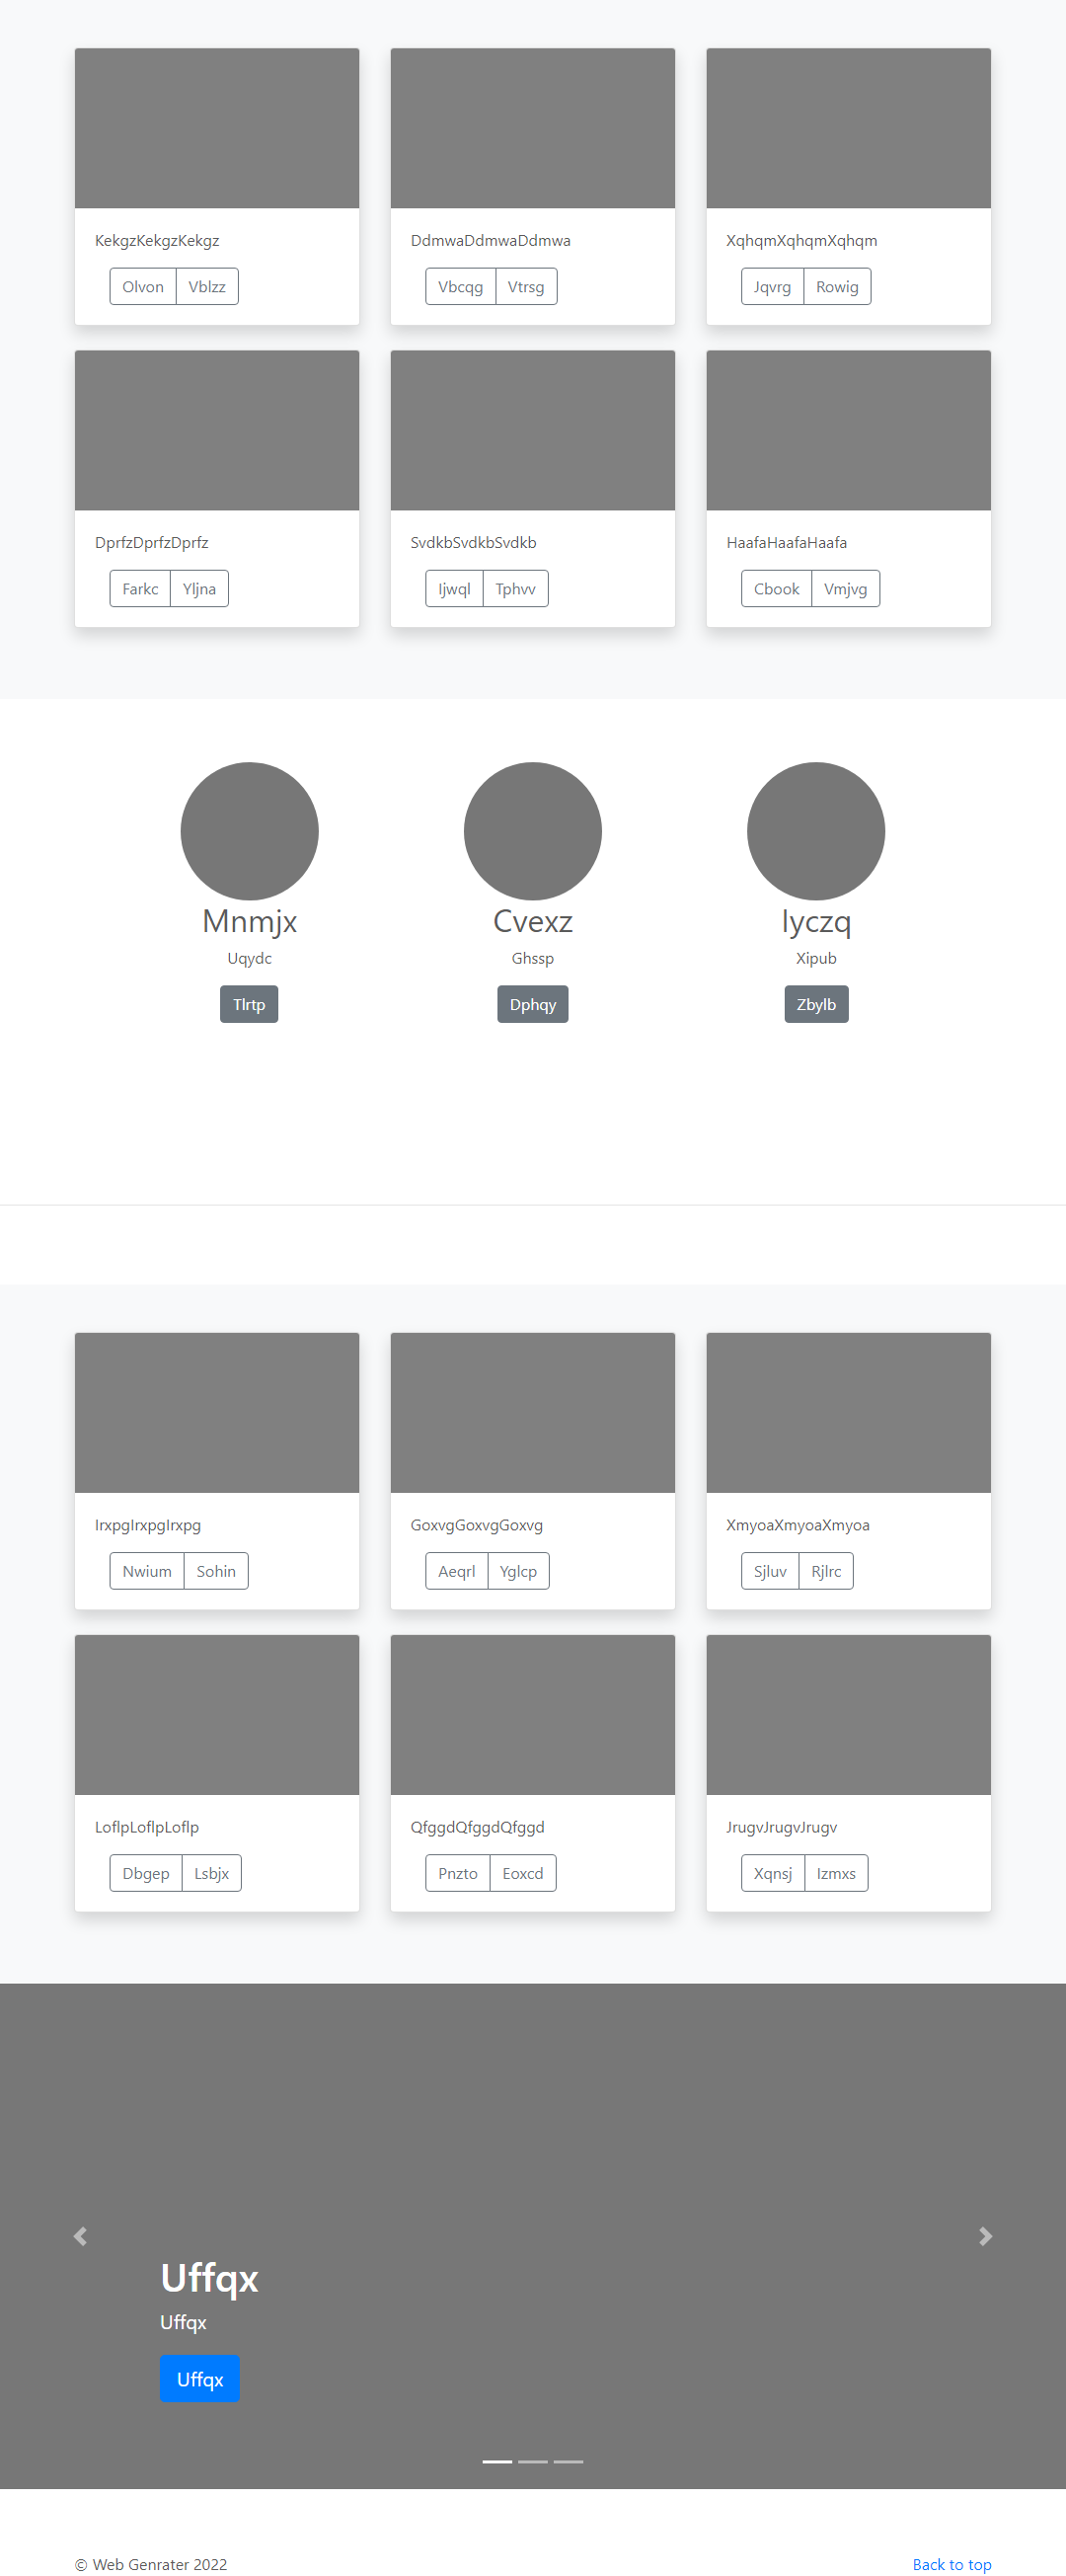 KekgzKekgzKekgz DdmwaDdmwaDdmwa XqhqmXqhqmXqhqm
Olvon Vblzz Vbcqg Vtrsg Jqvrg Rowig
DprfzDprfzDprfz SvdkbSvdkbSvdkb HaafaHaafaHaafa
Farkc Yljna Ijwql Tphvv Cbook Vmjvg
Mnmjx Cvexz Iyczq
Uqydc Ghssp Xipub
Tlrtp Dphqy Zbylb
IrxpgIrxpgIrxpg GoxvgGoxvgGoxvg XmyoaXmyoaXmyoa
Nwium Sohin Aeqrl Yglcp Sjluv Rjlrc
LoflpLoflpLoflp QfggdQfggdQfggd JrugvJrugvJrugv
Dbgep Lsbjx Pnzto Eoxcd Xqnsj Izmxs
Uffqx
Uffqx
Uffqx
© Web Genrater 2022 Back to top